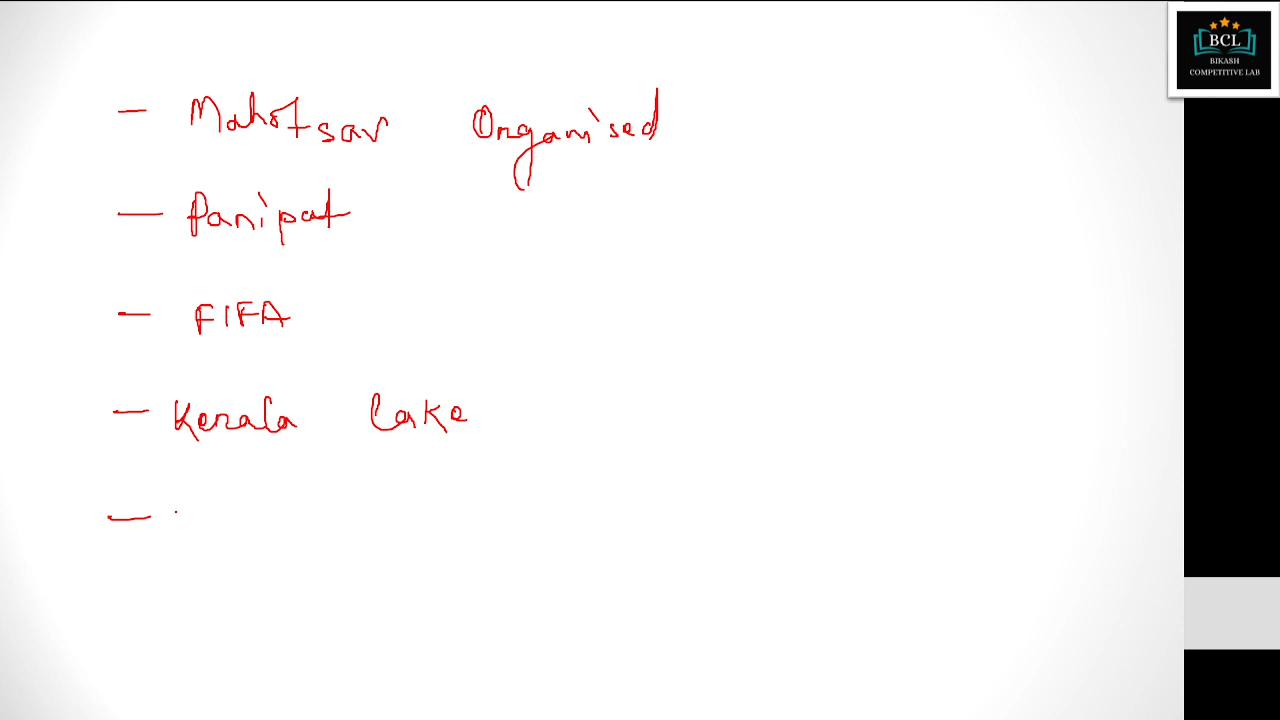 BCL
BIKASH
COMPETITIVE LAB
- Mahotsav Organised
- Panipat
- FIFA
- Kerala Lake
-